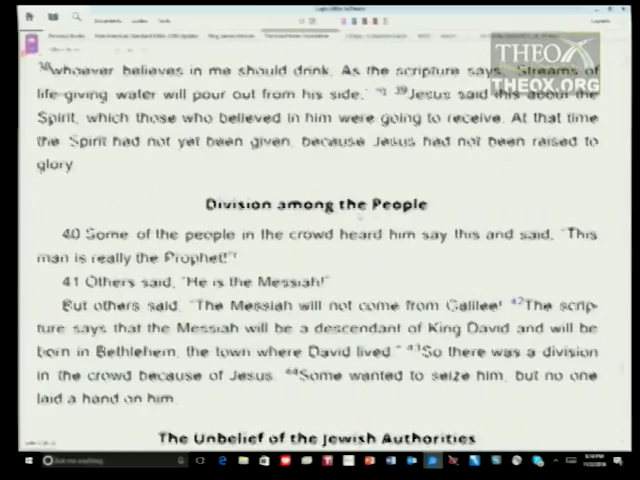 Documents Guides Tools
Layouts
THEOX
THEOX.ORG
38whoever believes in me should drink. As the scripture says, 'Streams of
life-giving water will pour out from his side.' " 39Jesus said this about the
Spirit, which those who believed in him were going to receive. At that time
the Spirit had not yet been given, because Jesus had not been raised to
glory.
Division among the People
40 Some of the people in the crowd heard him say this and said, "This
man is really the Prophet!"
41 Others said, "He is the Messiah!"
But others said, "The Messiah will not come from Galilee! 42The scrip-
ture says that the Messiah will be a descendant of King David and will be
born in Bethlehem, the town where David lived." 43So there was a division
in the crowd because of Jesus. 44Some wanted to seize him, but no one
laid a hand on him.
The Unbelief of the Jewish Authorities
Ask me anything